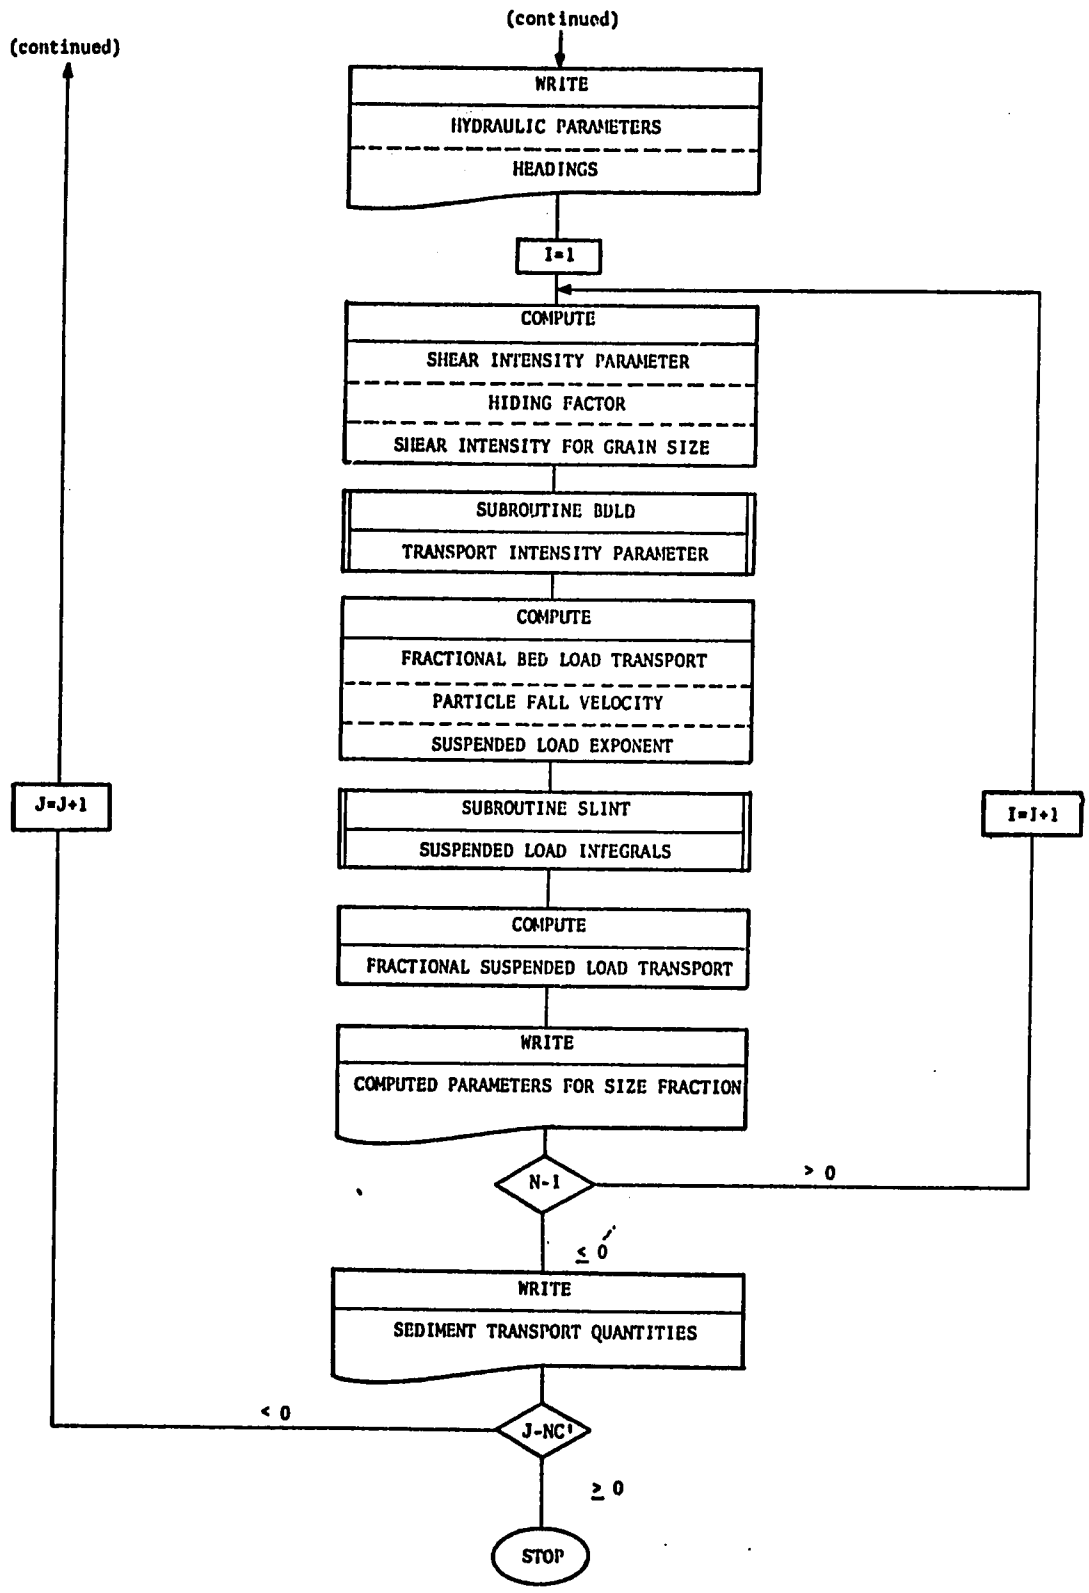 (continued)
(continued)
WRITE
HYDRAULIC PARAMETERS
HEADINGS
I=1
COMPUTE
SHEAR INTENSITY PARAMETER
HIDING FACTOR
SHEAR INTENSITY FOR GRAIN SIZE
SUBROUTINE BDLD
TRANSPORT INTENSITY PARAMETER
COMPUTE
FRACTIONAL BED LOAD TRANSPORT
PARTICLE FALL VELOCITY
SUSPENDED LOAD EXPONENT
J=J+1
SUBROUTINE SLINT
I=I+1
SUSPENDED LOAD INTEGRALS
COMPUTE
FRACTIONAL SUSPENDED LOAD TRANSPORT
WRITE
COMPUTED PARAMETERS FOR SIZE FRACTION
N-I
> 0
≤ 0
WRITE
SEDIMENT TRANSPORT QUANTITIES
< 0
J-NC'
≥ 0
STOP